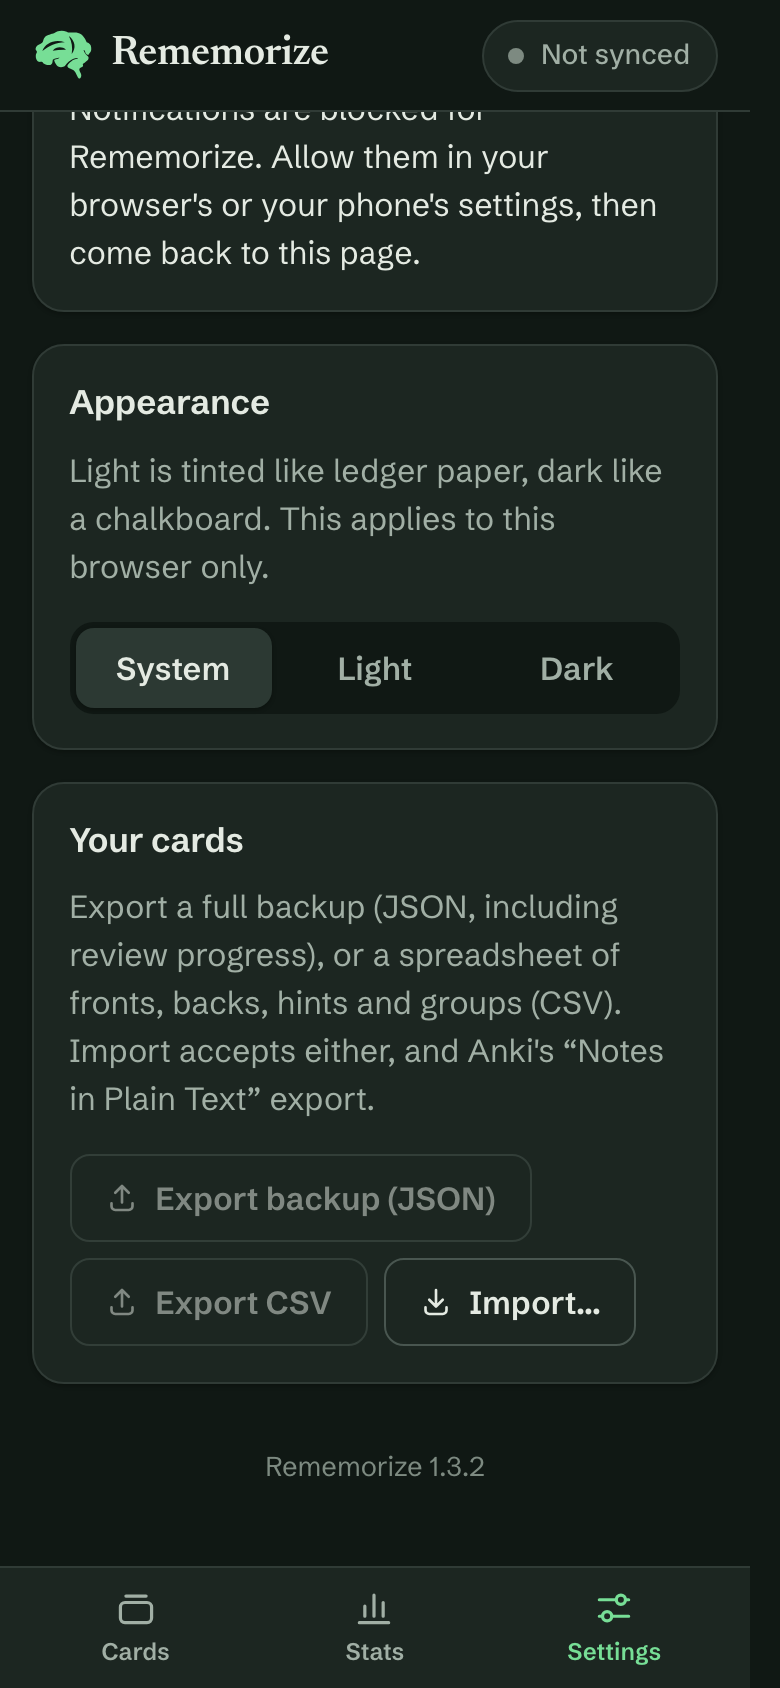 Rememorize
Not synced
Notifications are blocked for
Rememorize. Allow them in your
browser's or your phone's settings, then
come back to this page.
Appearance
Light is tinted like ledger paper, dark like
a chalkboard. This applies to this
browser only.
System
Light
Dark
Your cards
Export a full backup (JSON, including
review progress), or a spreadsheet of
fronts, backs, hints and groups (CSV).
Import accepts either, and Anki's “Notes
in Plain Text” export.
Export backup (JSON)
Export CSV
Import...
Rememorize 1.3.2
Cards
Stats
Settings